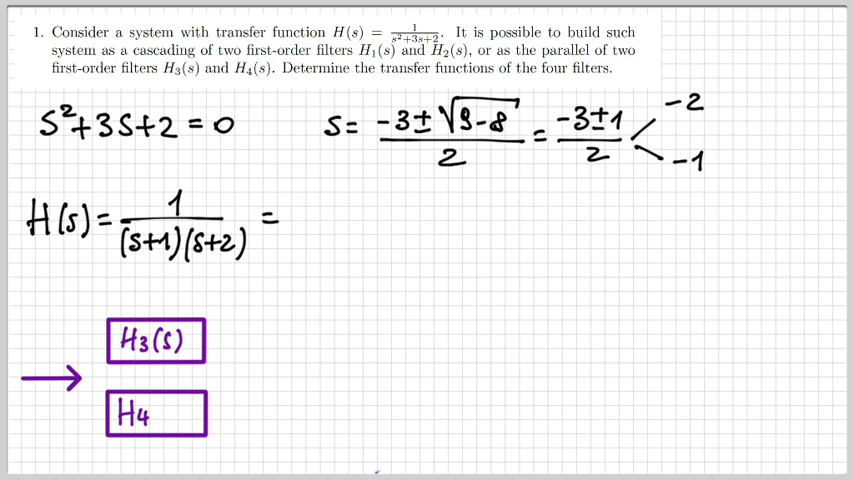 1. Consider a system with transfer function H(s) = 1/(s²+3s+2). It is possible to build such
system as a cascading of two first-order filters H₁(s) and H₂(s), or as the parallel of two
first-order filters H₃(s) and H₄(s). Determine the transfer functions of the four filters.
S²+3S+2=0 S= (-3±√(9-8))/2 = (-3±1)/2 -2 -1
H(s)= 1/((S+1)(S+2)) =
H3(S)
H4